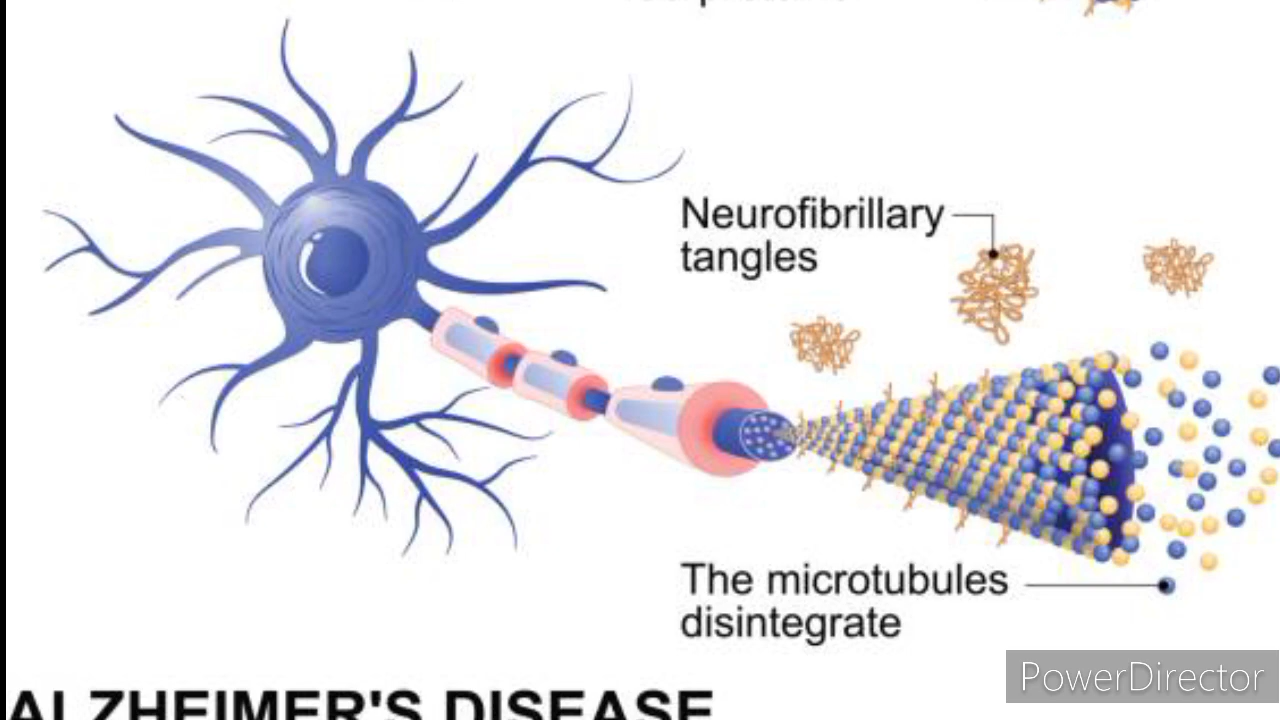 Neurofibrillary
tangles
The microtubules
disintegrate
PowerDirector
ALZHEIMER'S DISEASE